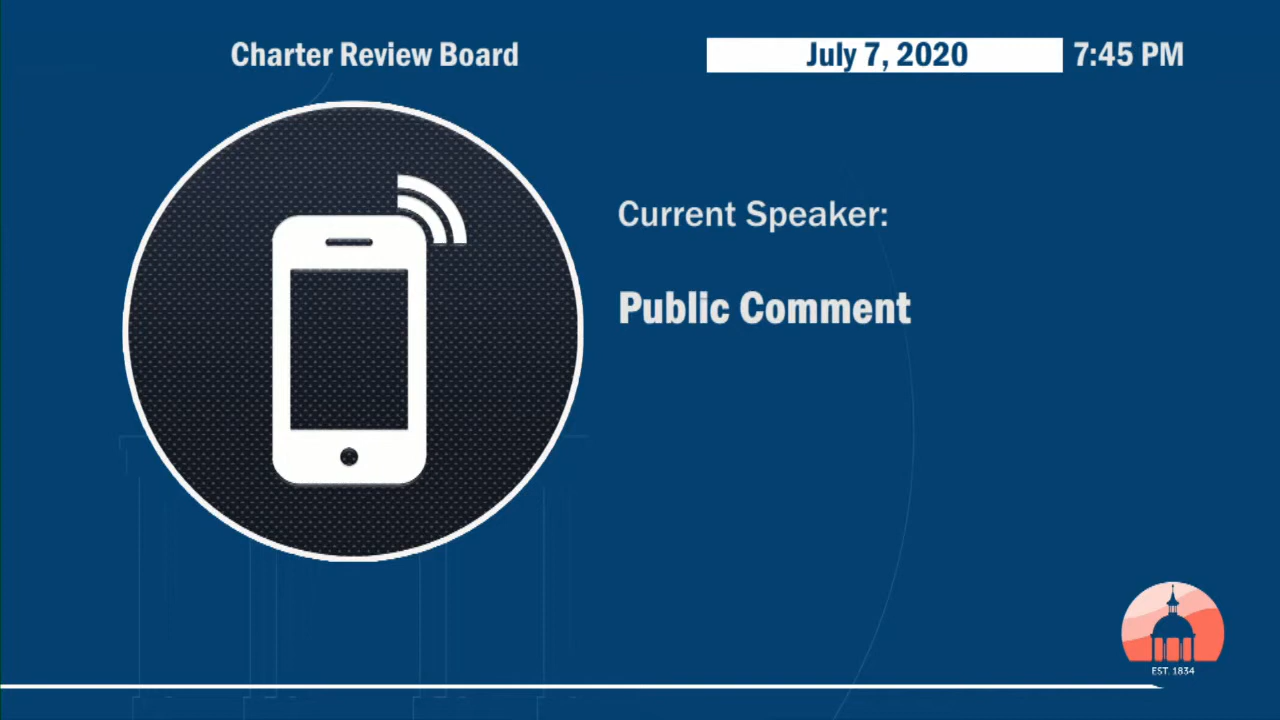 Charter Review Board
July 7, 2020
7:45 PM
Current Speaker:
Public Comment
EST. 1834